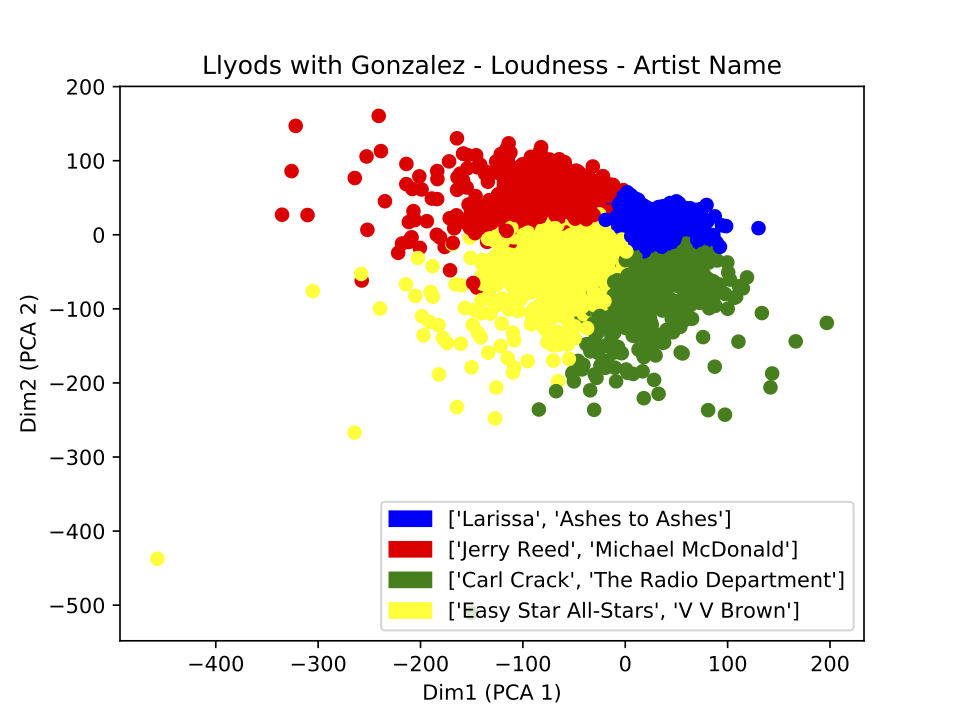 Llyods with Gonzalez - Loudness - Artist Name
200
100
0
−100
−200
−300
−400
−500
Dim2 (PCA 2)
['Larissa', 'Ashes to Ashes']
['Jerry Reed', 'Michael McDonald']
['Carl Crack', 'The Radio Department']
['Easy Star All-Stars', 'V V Brown']
−400 −300 −200 −100 0 100 200
Dim1 (PCA 1)